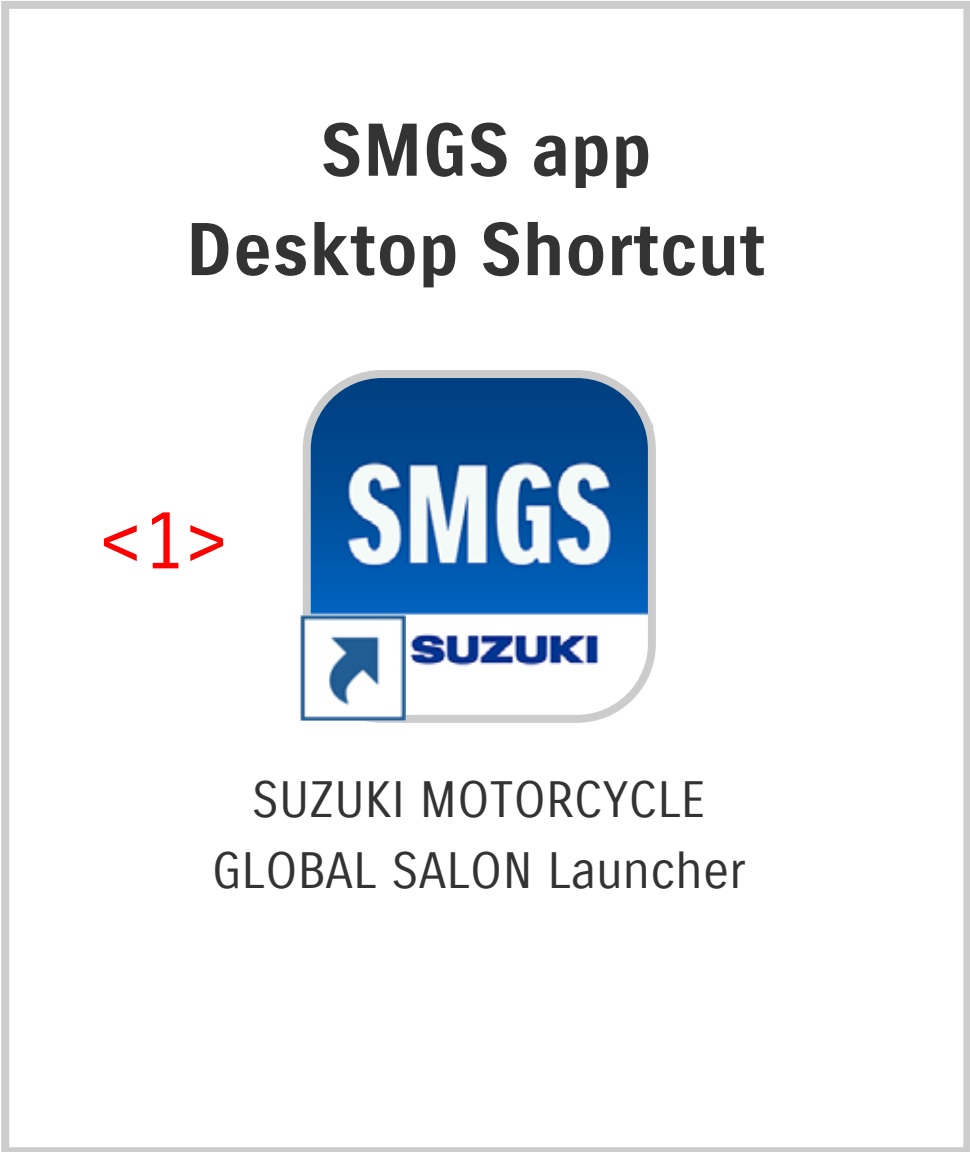 SMGS app
Desktop Shortcut
<1>
SMGS
SUZUKI
SUZUKI MOTORCYCLE
GLOBAL SALON Launcher